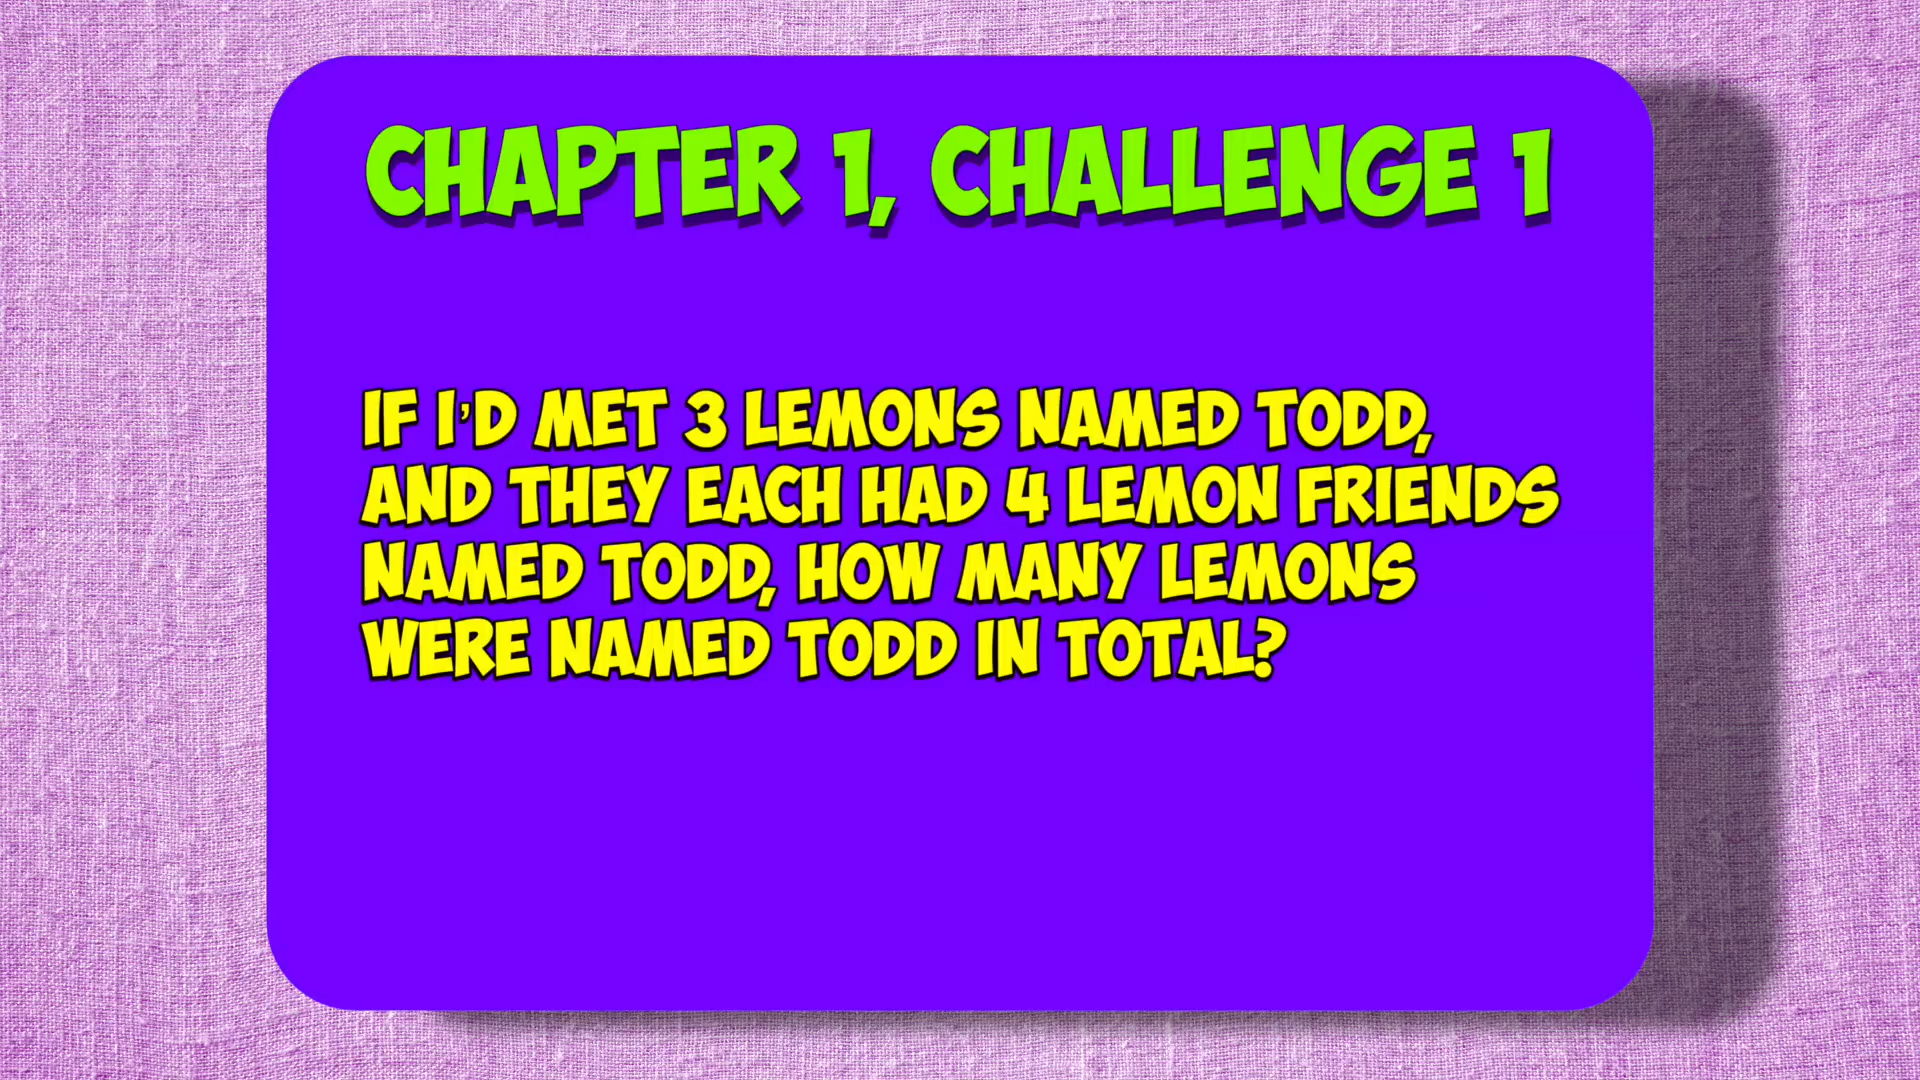 CHAPTER 1, CHALLENGE 1
IF I'D MET 3 LEMONS NAMED TODD,
AND THEY EACH HAD 4 LEMON FRIENDS
NAMED TODD, HOW MANY LEMONS
WERE NAMED TODD IN TOTAL?